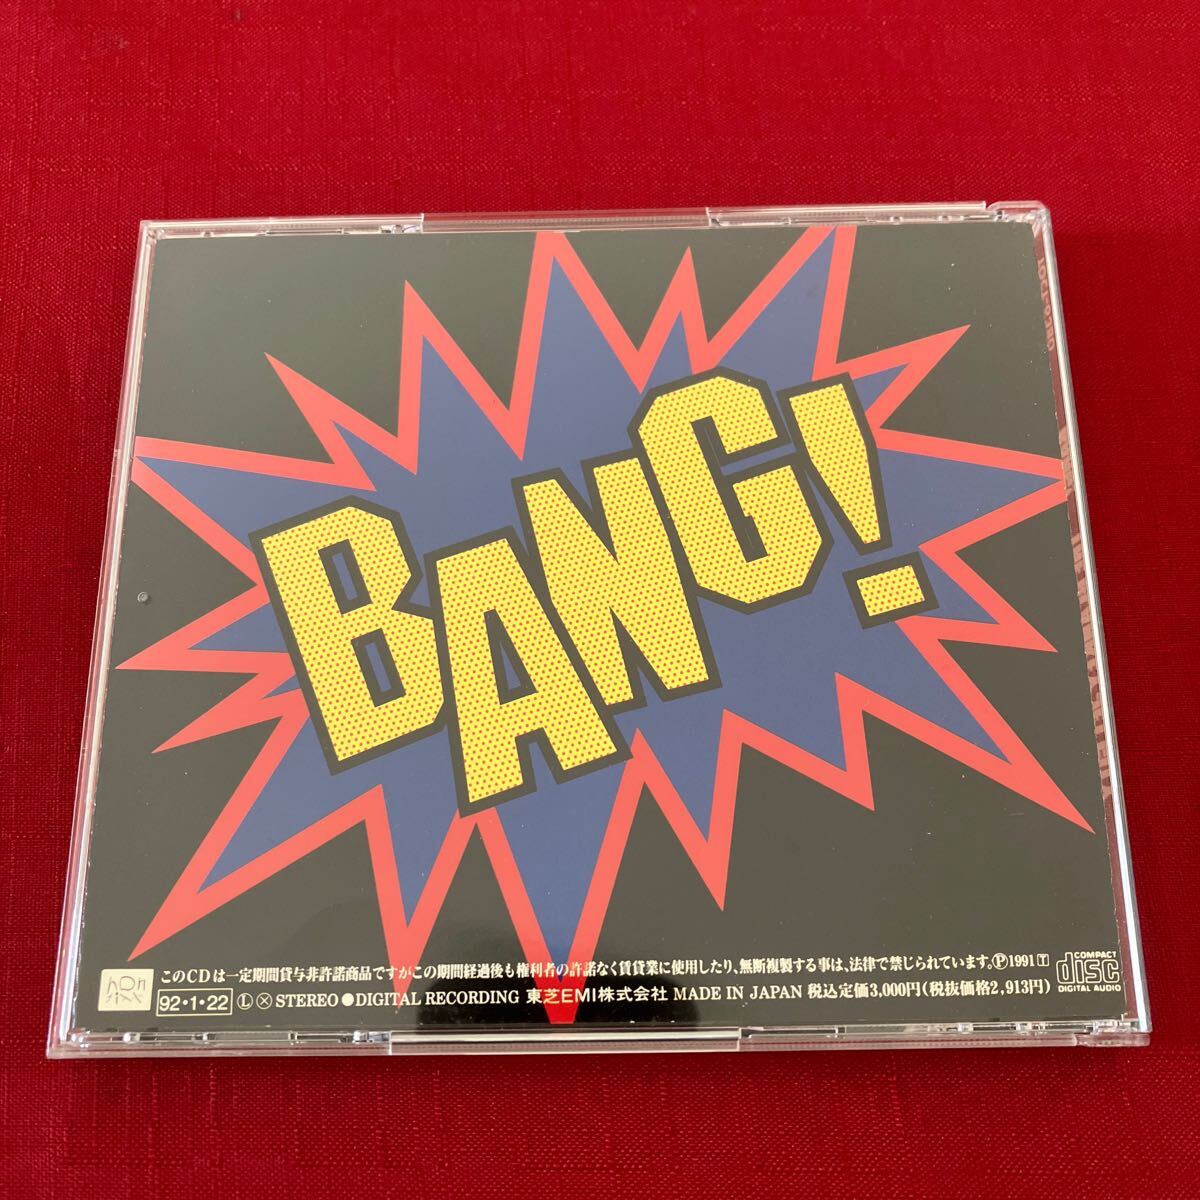 BANG!
このCDは一定期間貸与非許諾商品ですがこの期間経過後も権利者の許諾なく賃貸業に使用したり、無断複製する事は、法律で禁じられています。Ⓟ1991🅃
92・1・22 Ⓛ Ⓧ STEREO ●DIGITAL RECORDING 東芝EMI株式会社 MADE IN JAPAN 税込定価3,000円(税抜価格2,913円)
COMPACT
disc
DIGITAL AUDIO